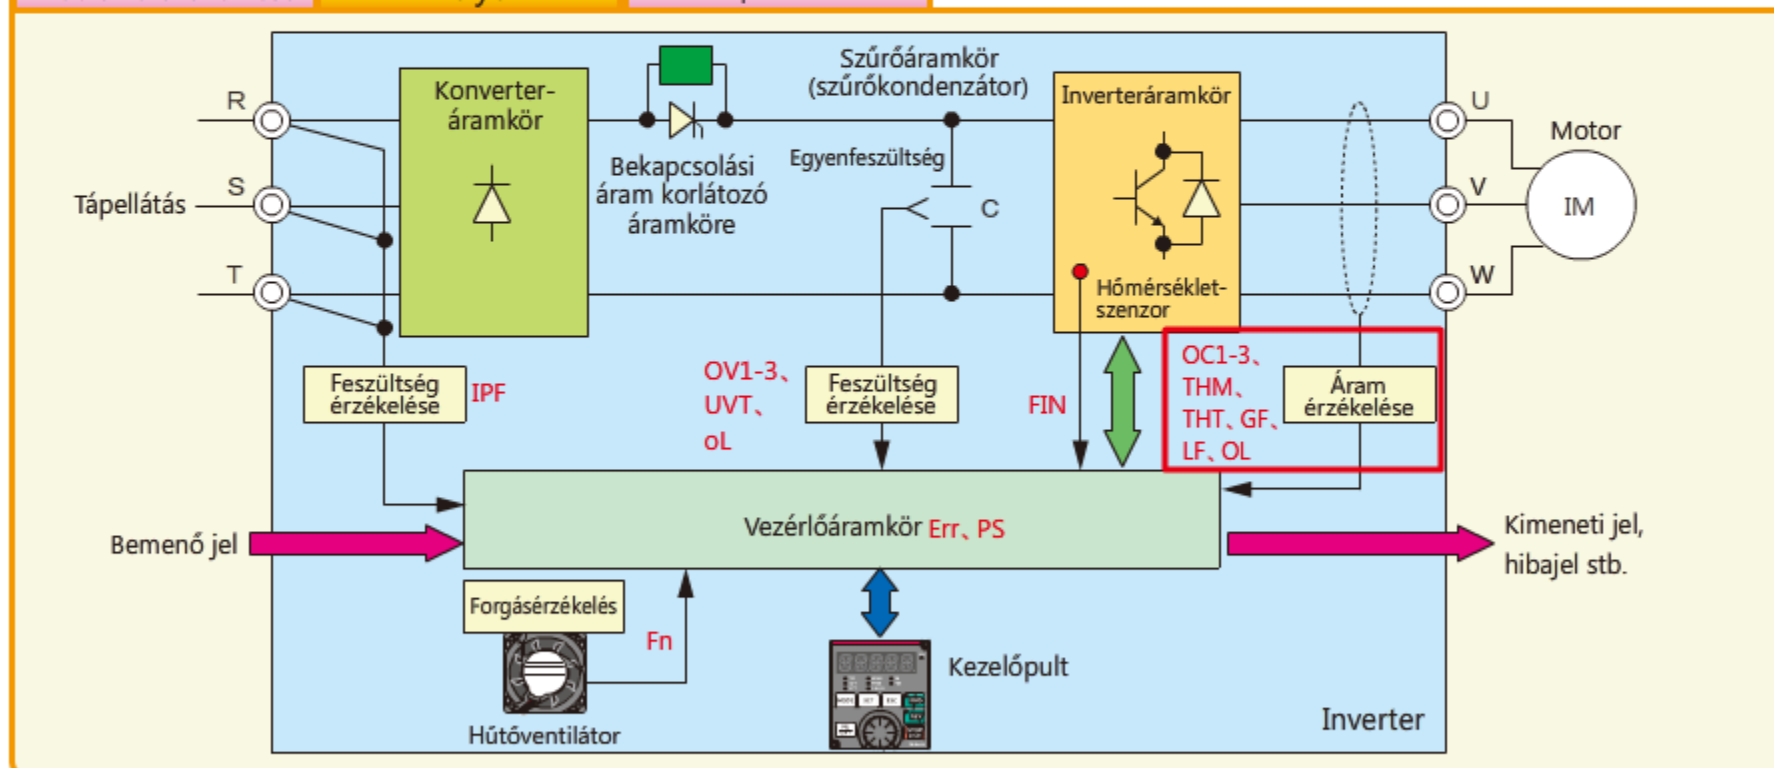 Konverter-
áramkör
Szűrőáramkör
(szűrőkondenzátor)
Inverteráramkör
R
S
T
Tápellátás
Bekapcsolási
áram korlátozó
áramköre
Egyenfeszültség
C
Hőmérséklet-
szenzor
U
V
W
Motor
IM
Feszültség
érzékelése
IPF
OV1-3、
UVT、
oL
Feszültség
érzékelése
FIN
OC1-3、
THM、
THT、GF、
LF、OL
Áram
érzékelése
Bemenő jel
Vezérlőáramkör Err、PS
Kimeneti jel,
hibajel stb.
Forgásérzékelés
Fn
Hűtőventilátor
Kezelőpult
Inverter